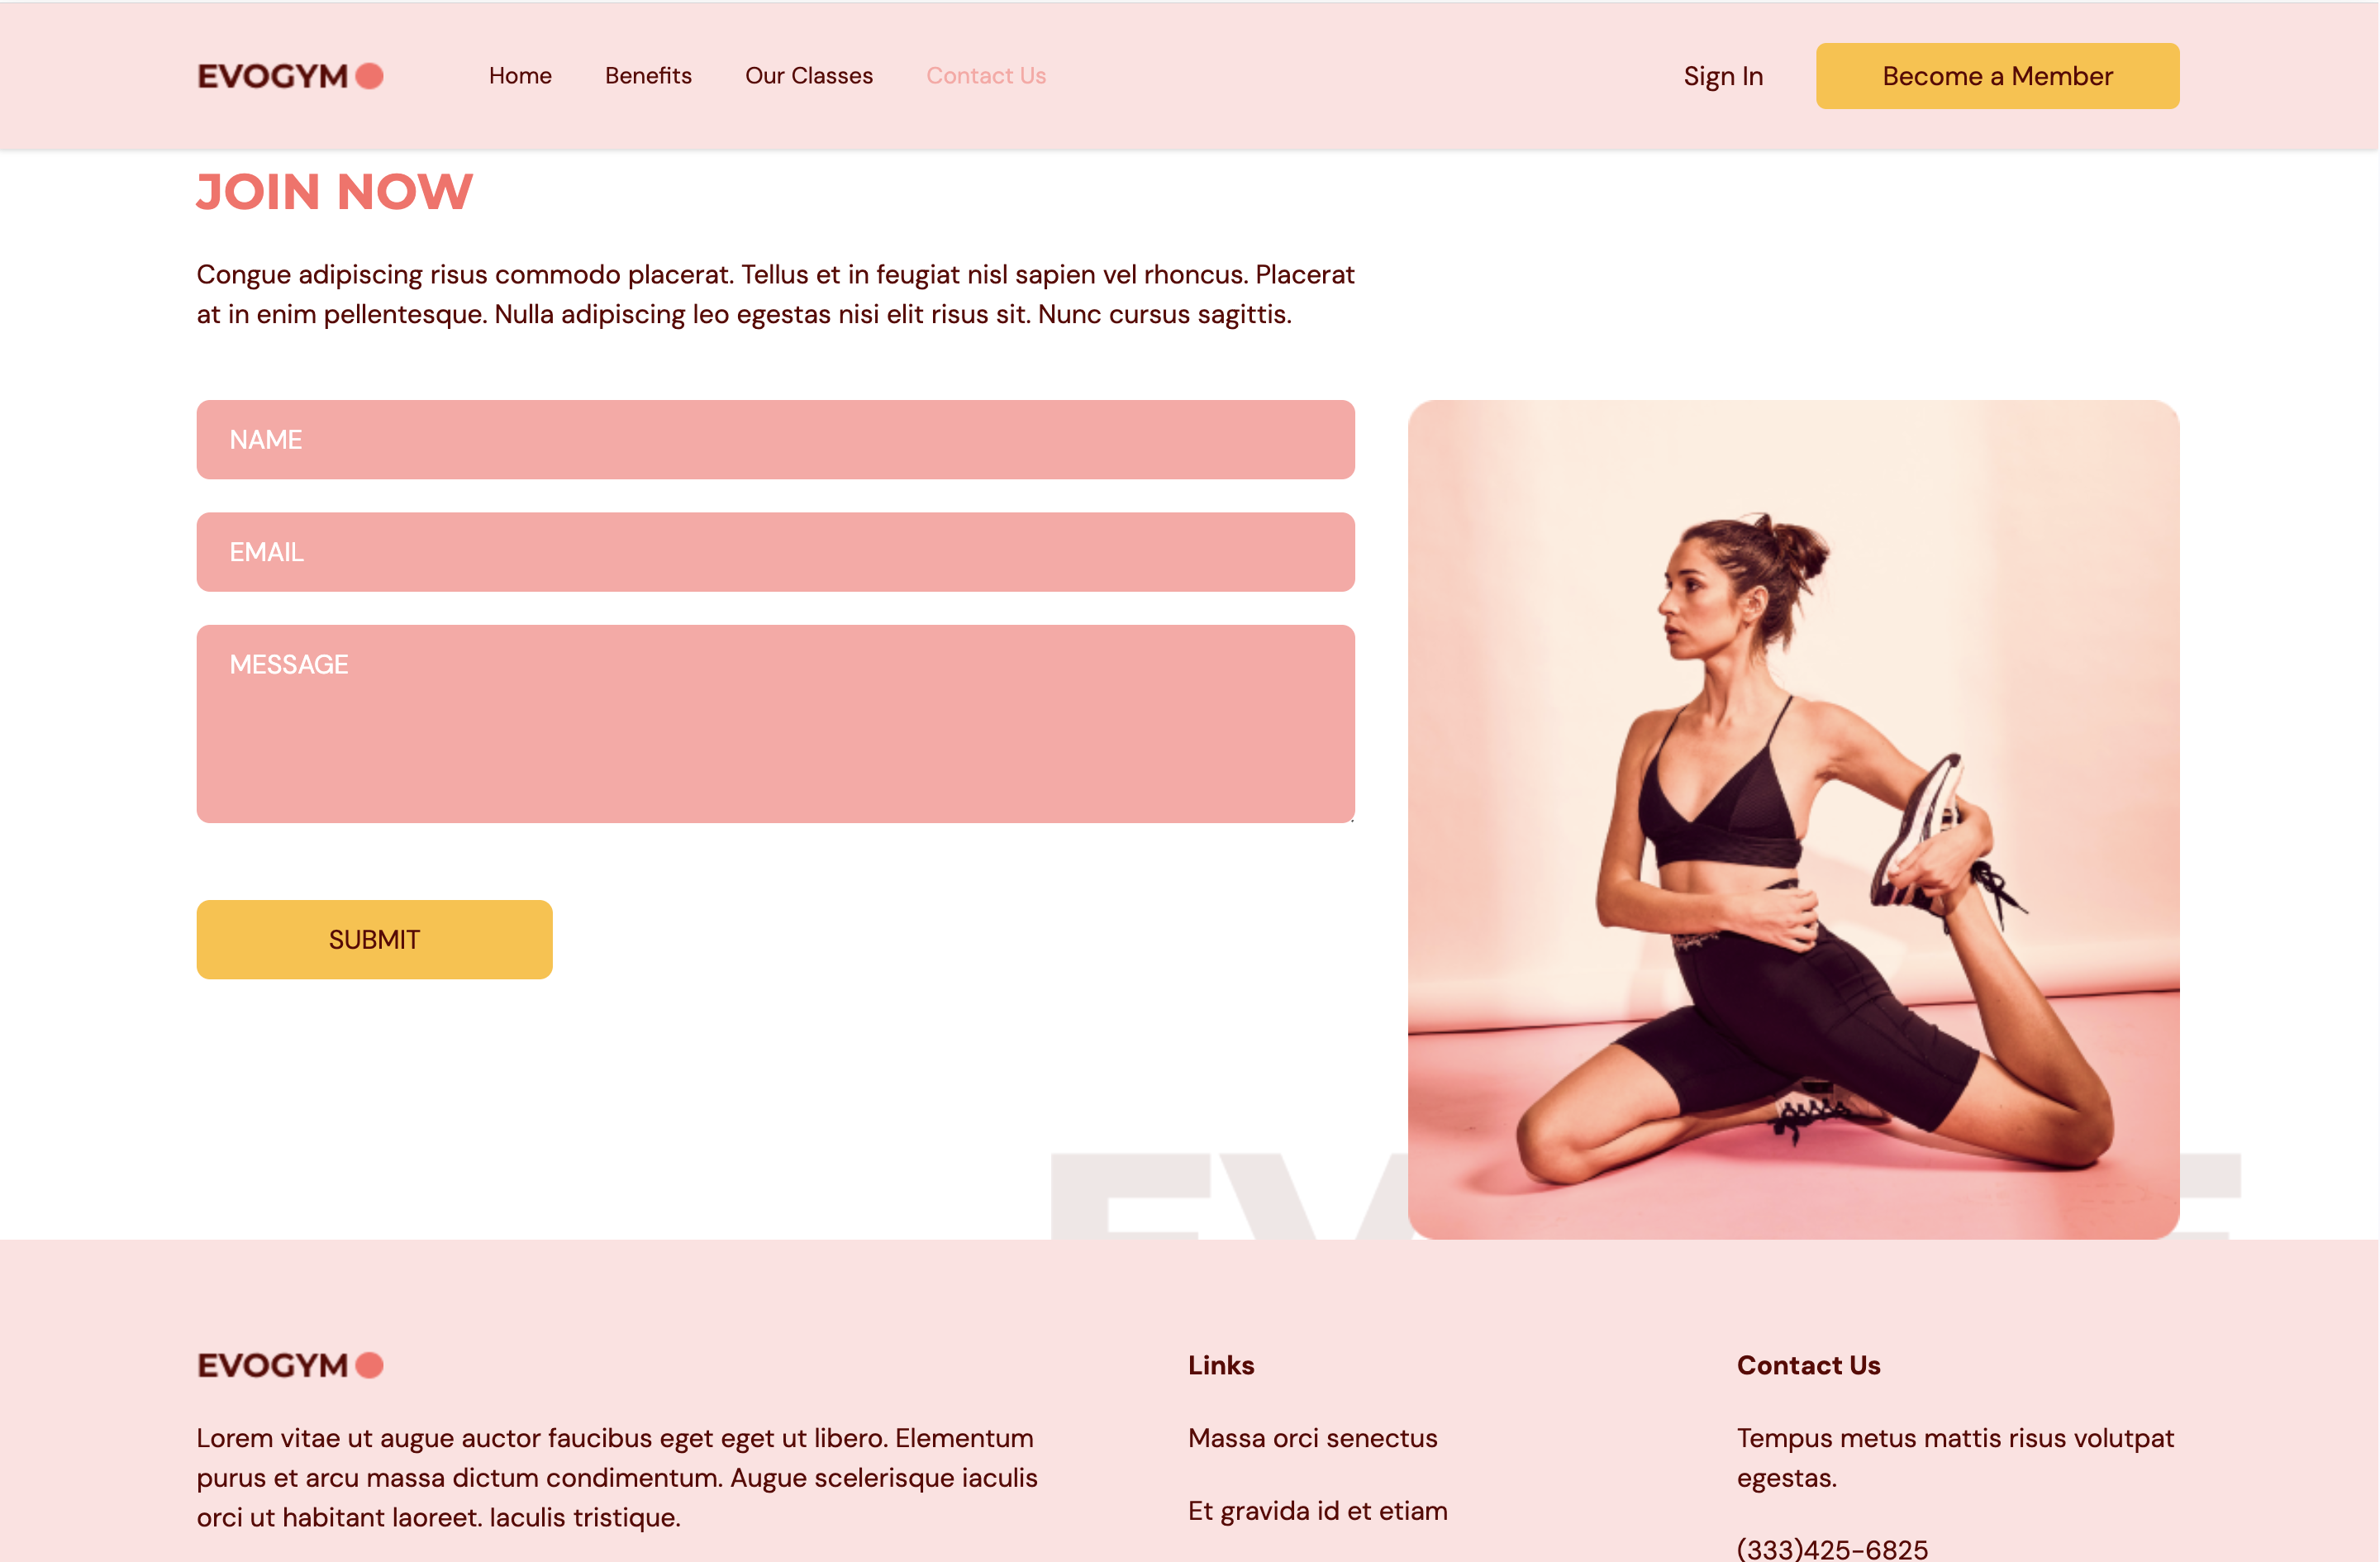 EVOGYM
Home Benefits Our Classes Contact Us
Sign In Become a Member
JOIN NOW
Congue adipiscing risus commodo placerat. Tellus et in feugiat nisl sapien vel rhoncus. Placerat
at in enim pellentesque. Nulla adipiscing leo egestas nisi elit risus sit. Nunc cursus sagittis.
NAME
EMAIL
MESSAGE
SUBMIT
EVOGYM
Lorem vitae ut augue auctor faucibus eget eget ut libero. Elementum
purus et arcu massa dictum condimentum. Augue scelerisque iaculis
orci ut habitant laoreet. Iaculis tristique.
Links
Massa orci senectus
Et gravida id et etiam
Contact Us
Tempus metus mattis risus volutpat
egestas.
(333)425-6825